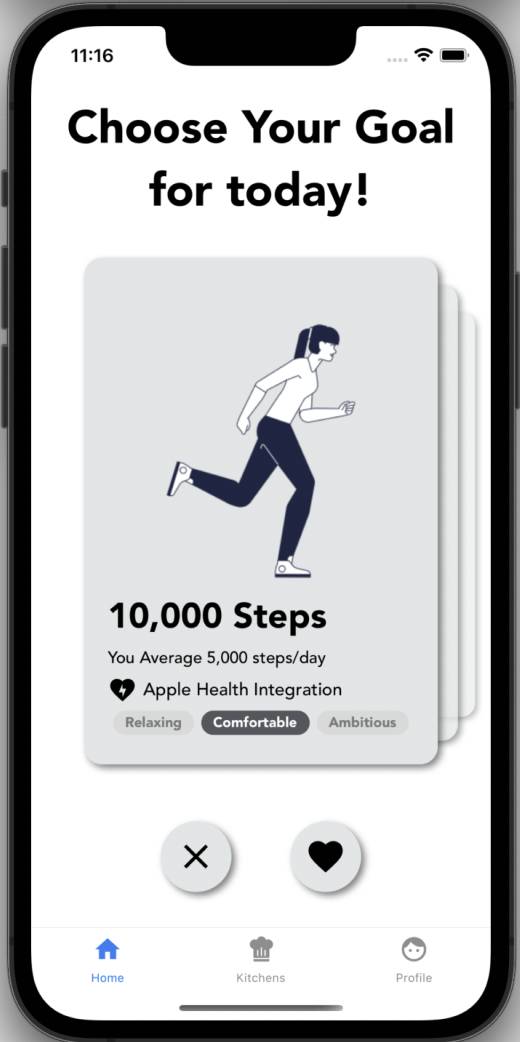 11:16
Choose Your Goal
for today!
10,000 Steps
You Average 5,000 steps/day
Apple Health Integration
Relaxing Comfortable Ambitious
Home Kitchens Profile